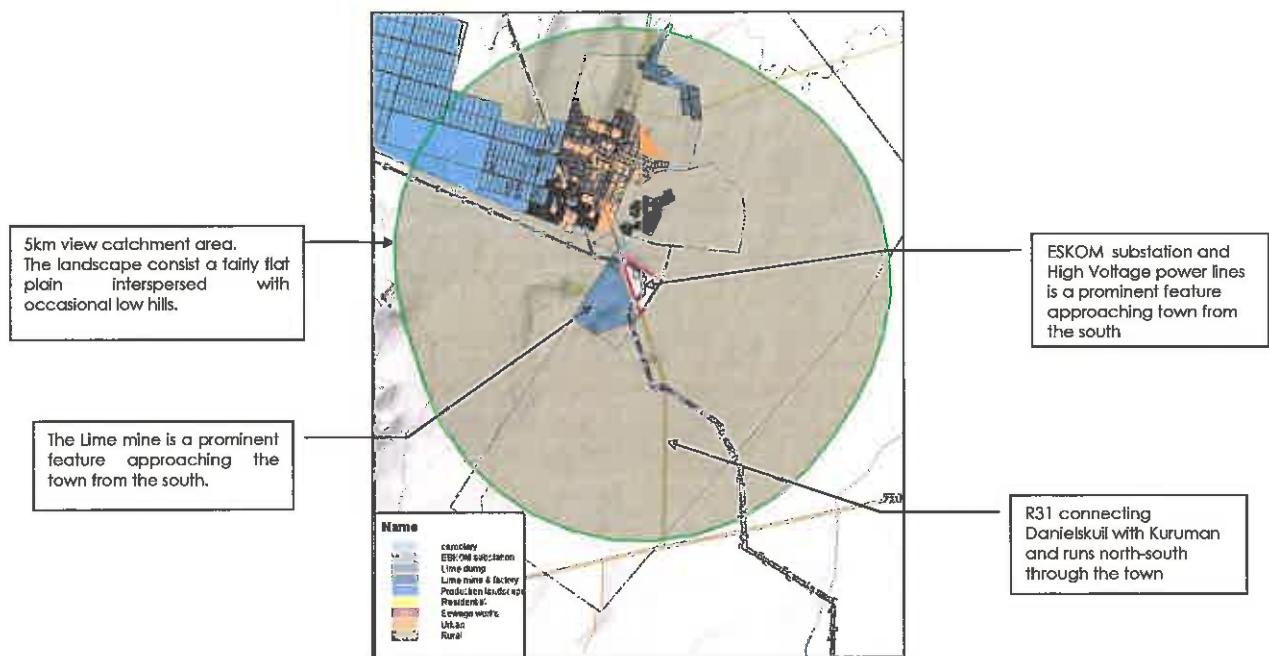 5km view catchment area.
The landscape consist a fairly flat
plain interspersed with
occasional low hills.
The Lime mine is a prominent
feature approaching the
town from the south.
ESKOM substation and
High Voltage power lines
is a prominent feature
approaching town from
the south
R31 connecting
Danielskuil with Kuruman
and runs north-south
through the town
Name
cemetery
ESKOM substation
Lime dump
Lime mine & factory
Production landscape
Residential
Sewage works
Urban
Rural